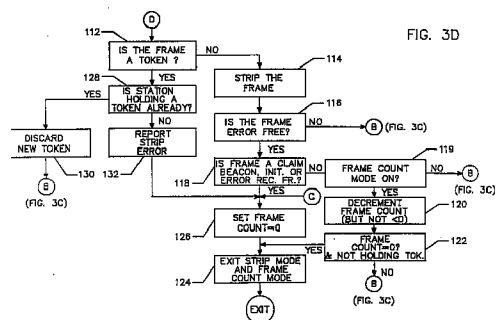 D
FIG. 3D
112
IS THE FRAME
A TOKEN ?
NO
114
STRIP THE
FRAME
YES
128
IS STATION
HOLDING A
TOKEN ALREADY?
YES
116
IS THE FRAME
ERROR FREE?
NO
B
(FIG. 3C)
DISCARD
NEW TOKEN
130
NO
REPORT
STRIP
ERROR
132
YES
119
B
(FIG. 3C)
118
IS FRAME A CLAIM
BEACON, INIT. OR
ERROR REC. FR.?
NO
FRAME COUNT
MODE ON?
NO
B
(FIG. 3C)
YES
C
DECREMENT
FRAME COUNT
(BUT NOT <0)
120
126
SET FRAME
COUNT=0
YES
FRAME
COUNT=0?
& NOT HOLDING TOK.
122
124
EXIT STRIP MODE
AND FRAME
COUNT MODE
NO
B
(FIG. 3C)
EXIT